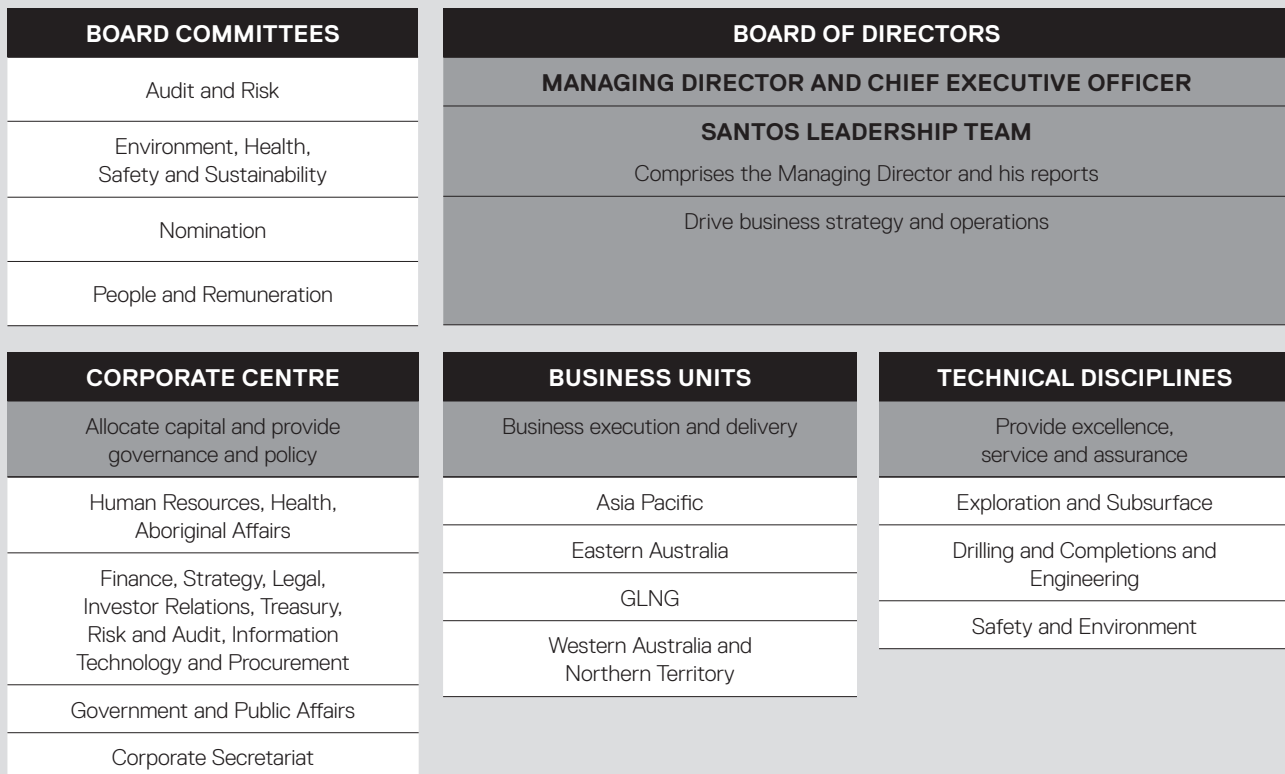 BOARD COMMITTEES
Audit and Risk
Environment, Health,
Safety and Sustainability
Nomination
People and Remuneration
BOARD OF DIRECTORS
MANAGING DIRECTOR AND CHIEF EXECUTIVE OFFICER
SANTOS LEADERSHIP TEAM
Comprises the Managing Director and his reports
Drive business strategy and operations
CORPORATE CENTRE
Allocate capital and provide
governance and policy
Human Resources, Health,
Aboriginal Affairs
Finance, Strategy, Legal,
Investor Relations, Treasury,
Risk and Audit, Information
Technology and Procurement
Government and Public Affairs
Corporate Secretariat
BUSINESS UNITS
Business execution and delivery
Asia Pacific
Eastern Australia
GLNG
Western Australia and
Northern Territory
TECHNICAL DISCIPLINES
Provide excellence,
service and assurance
Exploration and Subsurface
Drilling and Completions and
Engineering
Safety and Environment